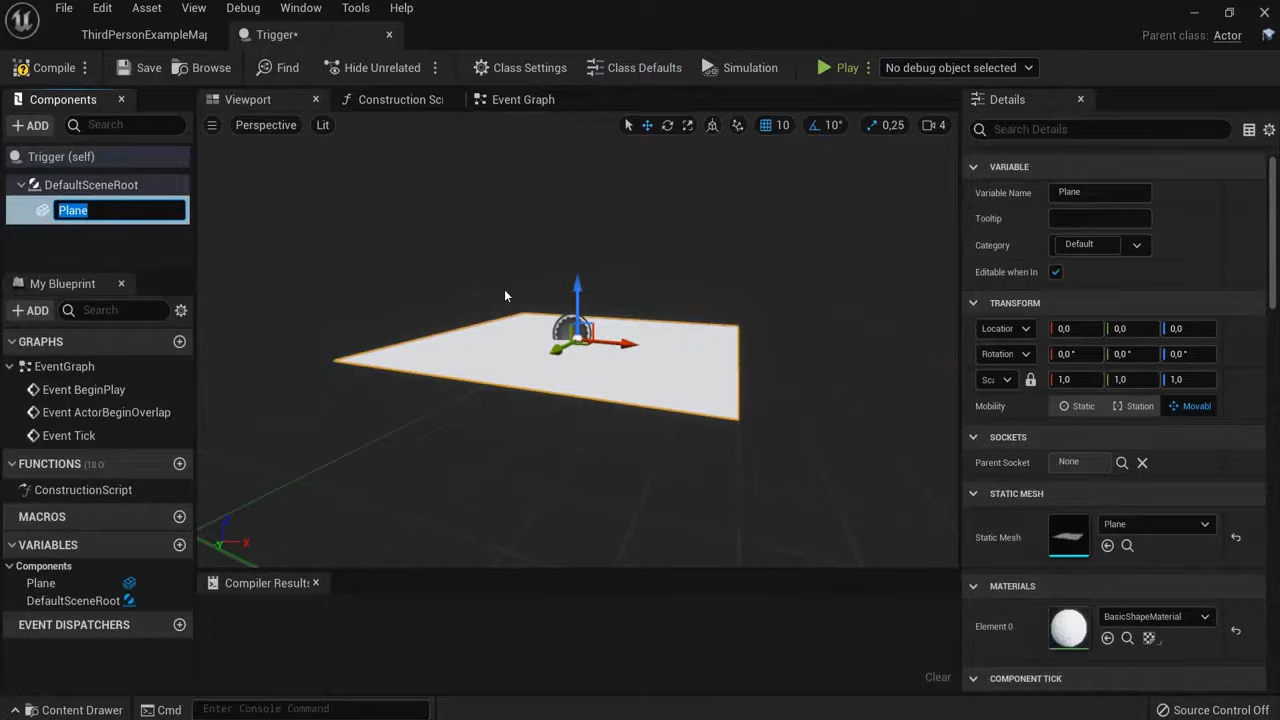 File Edit Asset View Debug Window Tools Help
ThirdPersonExampleMap Trigger* Parent class: Actor
Compile Save Browse Find Hide Unrelated Class Settings Class Defaults Simulation Play No debug object selected
Components Viewport Construction Scr Event Graph Details
ADD Search Perspective Lit 10 10° 0,25 4 Search Details
Trigger (self)
DefaultSceneRoot
Plane
My Blueprint
ADD Search
GRAPHS
EventGraph
Event BeginPlay
Event ActorBeginOverlap
Event Tick
FUNCTIONS (18 O
ConstructionScript
MACROS
VARIABLES
Components
Plane
DefaultSceneRoot
EVENT DISPATCHERS
X
Y
Compiler Results
Clear
VARIABLE
Variable Name Plane
Tooltip
Category Default
Editable when In
TRANSFORM
Location 0,0 0,0 0,0
Rotation 0,0 ° 0,0 ° 0,0 °
Sca 1,0 1,0 1,0
Mobility Static Station Movabl
SOCKETS
Parent Socket None
STATIC MESH
Static Mesh Plane
MATERIALS
Element 0 BasicShapeMaterial
COMPONENT TICK
Content Drawer Cmd Enter Console Command Source Control Off